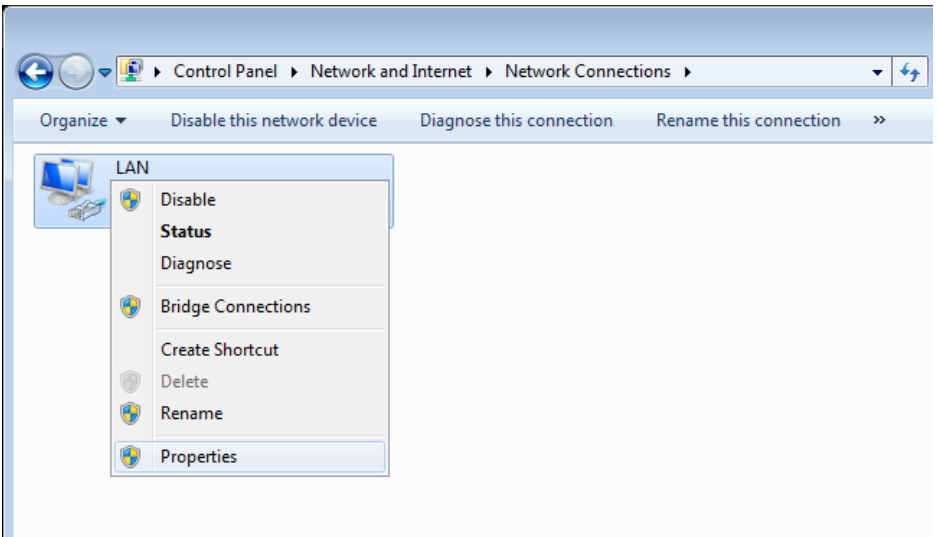 Control Panel Network and Internet Network Connections
Organize Disable this network device Diagnose this connection Rename this connection »
LAN
Disable
Status
Diagnose
Bridge Connections
Create Shortcut
Delete
Rename
Properties